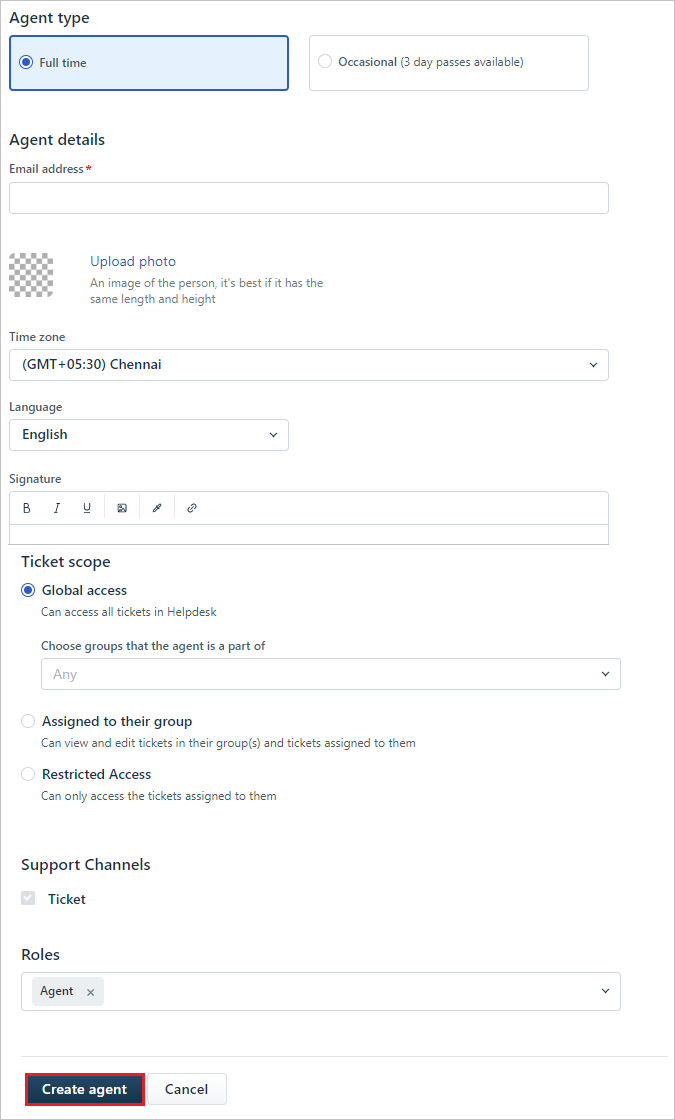 Agent type
Full time
Occasional (3 day passes available)
Agent details
Email address*
Upload photo
An image of the person, it's best if it has the
same length and height
Time zone
(GMT+05:30) Chennai
Language
English
Signature
B I U
Ticket scope
Global access
Can access all tickets in Helpdesk
Choose groups that the agent is a part of
Any
Assigned to their group
Can view and edit tickets in their group(s) and tickets assigned to them
Restricted Access
Can only access the tickets assigned to them
Support Channels
Ticket
Roles
Agent ×
Create agent
Cancel